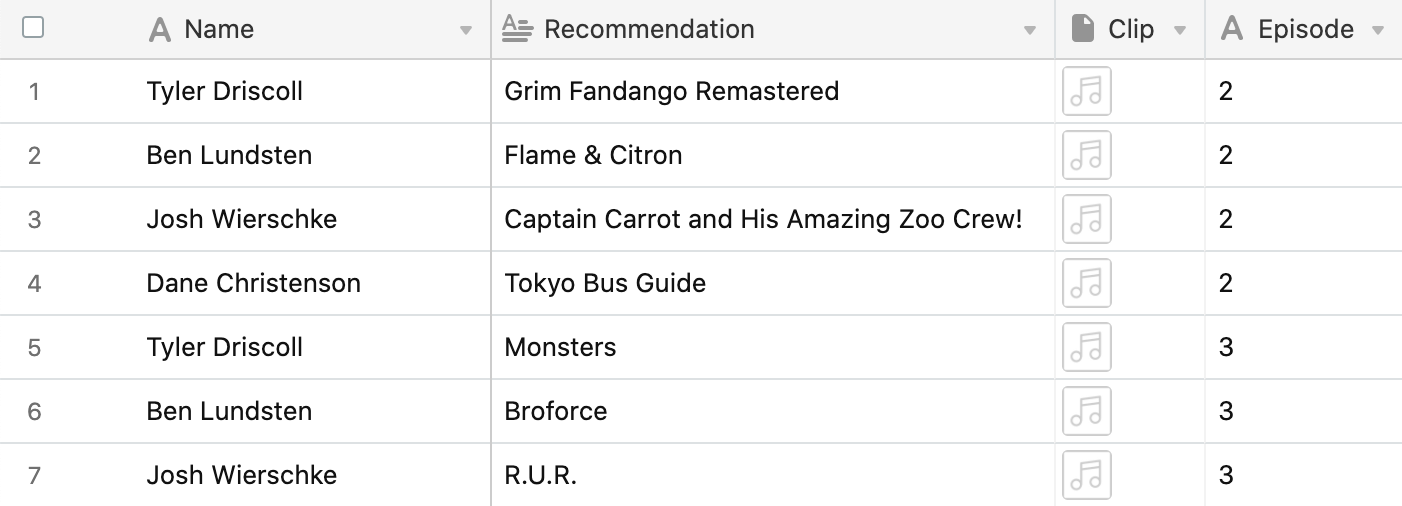 Name Recommendation Clip Episode
1 Tyler Driscoll Grim Fandango Remastered 2
2 Ben Lundsten Flame & Citron 2
3 Josh Wierschke Captain Carrot and His Amazing Zoo Crew! 2
4 Dane Christenson Tokyo Bus Guide 2
5 Tyler Driscoll Monsters 3
6 Ben Lundsten Broforce 3
7 Josh Wierschke R.U.R. 3